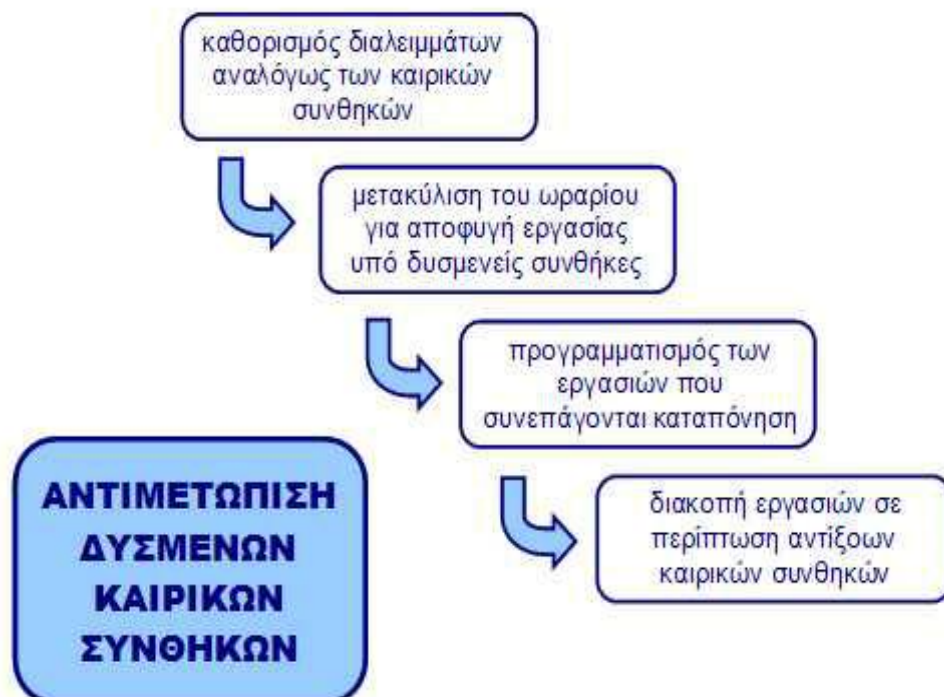 καθορισμός διαλειμμάτων
αναλόγως των καιρικών
συνθηκών
μετακύλιση του ωραρίου
για αποφυγή εργασίας
υπό δυσμενείς συνθήκες
προγραμματισμός των
εργασιών που
συνεπάγονται καταπόνηση
διακοπή εργασιών σε
περίπτωση αντίξοων
καιρικών συνθηκών
ΑΝΤΙΜΕΤΩΠΙΣΗ
ΔΥΣΜΕΝΩΝ
ΚΑΙΡΙΚΩΝ
ΣΥΝΘΗΚΩΝ